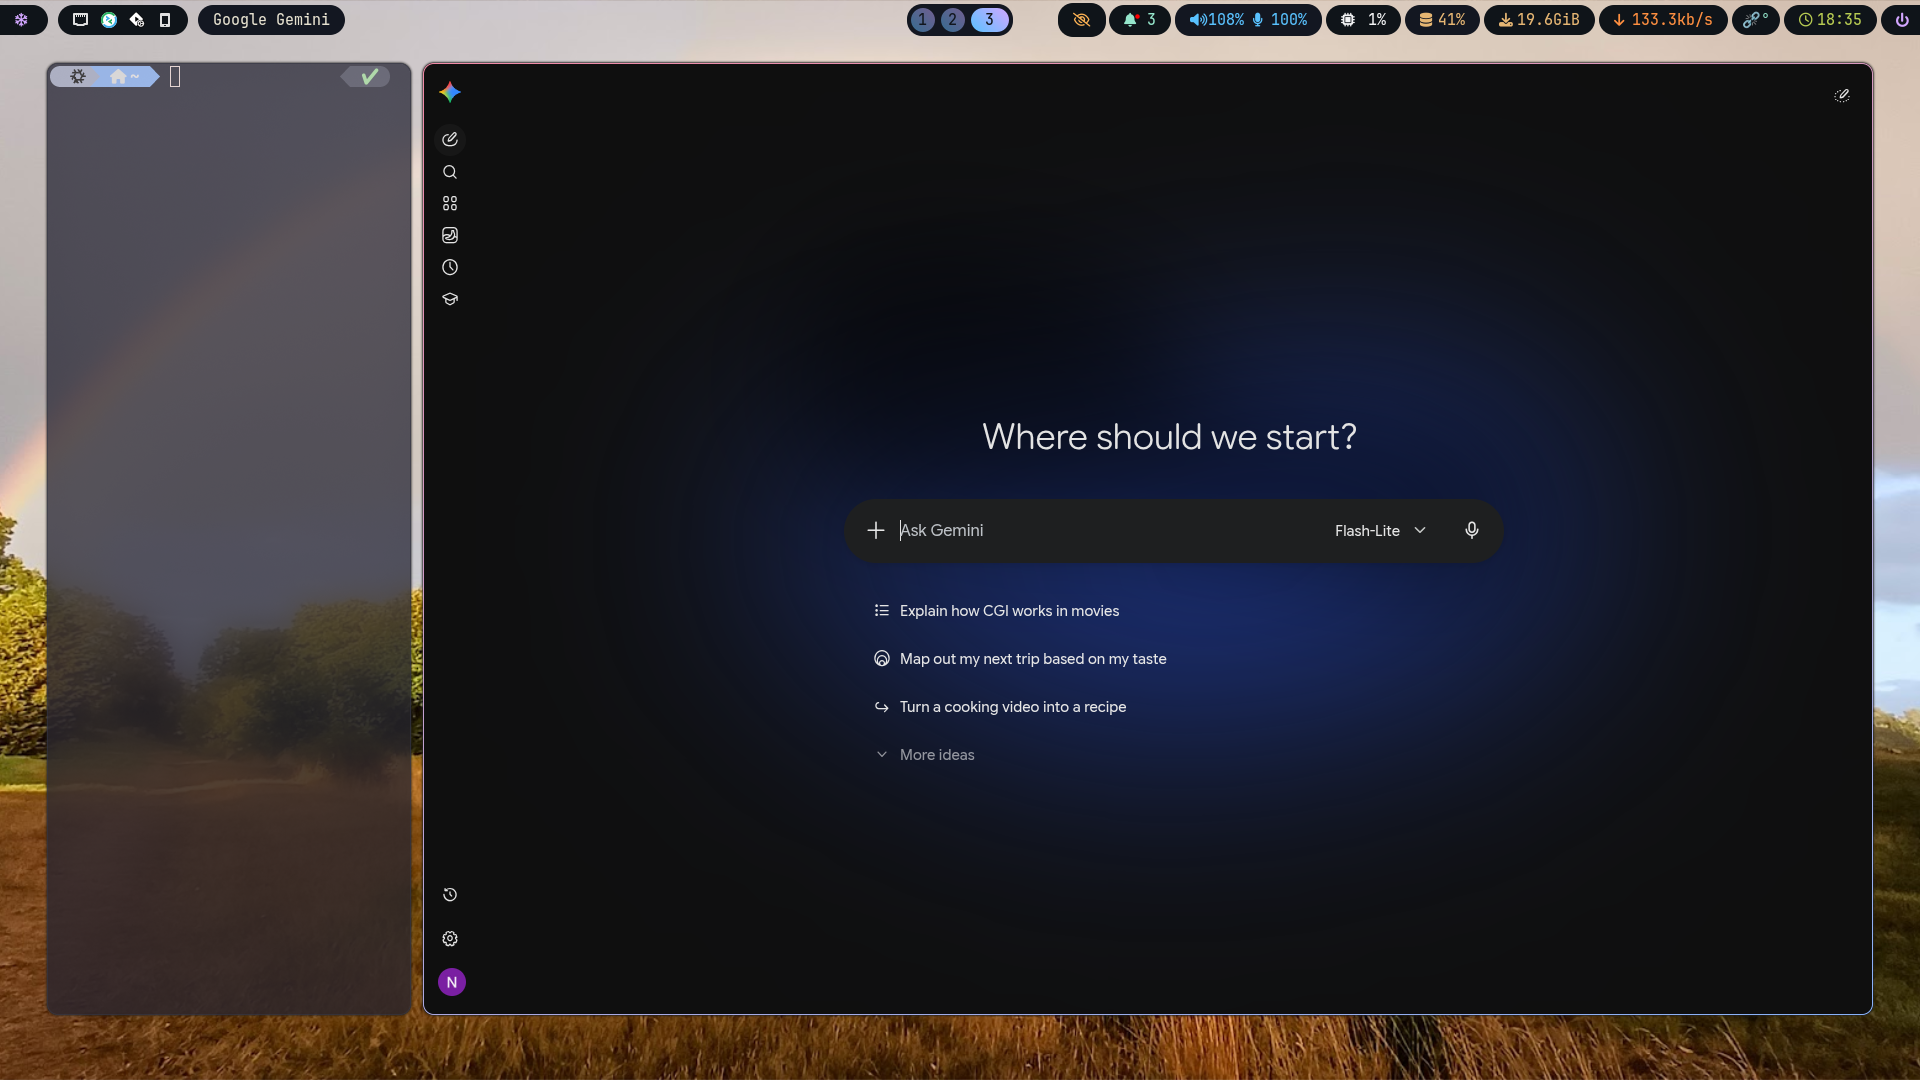 Google Gemini
1 2 3
3
108% 100%
1%
41%
19.6GiB
133.3kb/s
°
18:35
~
Where should we start?
Ask Gemini
Flash-Lite
Explain how CGI works in movies
Map out my next trip based on my taste
Turn a cooking video into a recipe
More ideas
N